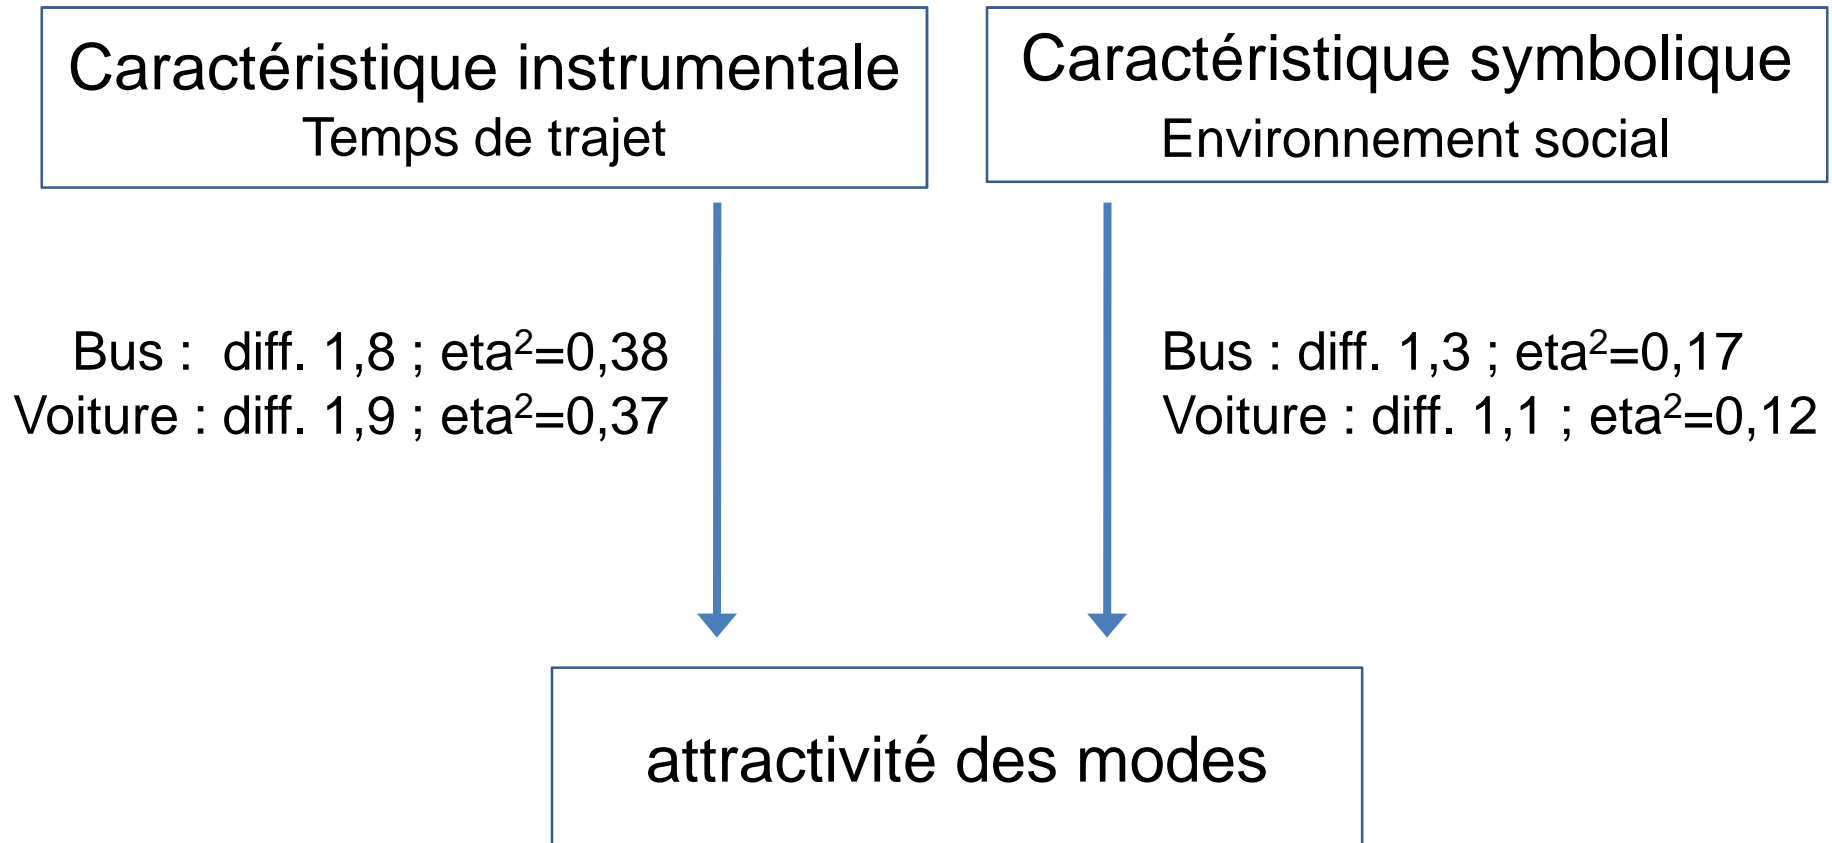 Caractéristique instrumentale
Temps de trajet
Caractéristique symbolique
Environnement social
Bus : diff. 1,8 ; eta²=0,38
Voiture : diff. 1,9 ; eta²=0,37
Bus : diff. 1,3 ; eta²=0,17
Voiture : diff. 1,1 ; eta²=0,12
attractivité des modes